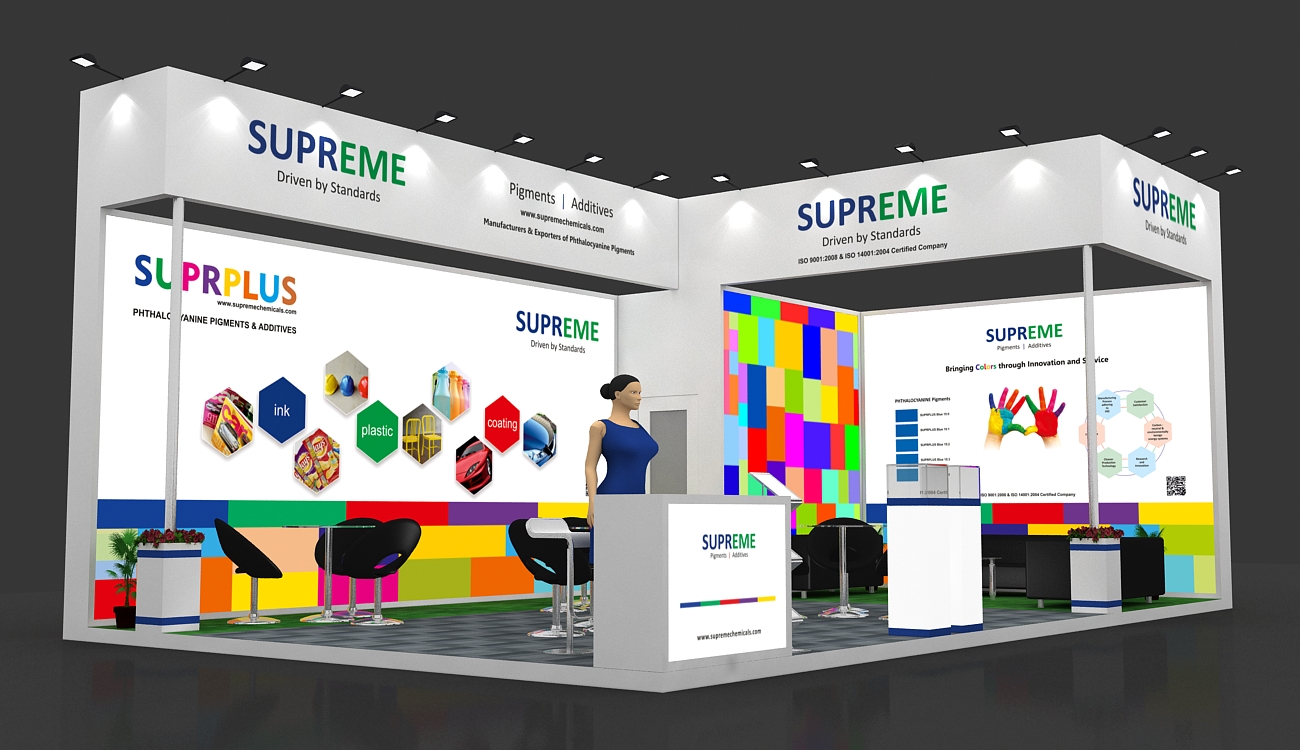 SUPREME
Driven by Standards
Pigments | Additives
www.supremechemicals.com
Manufacturers & Exporters of Phthalocyanine Pigments
SUPREME
Driven by Standards
ISO 9001:2008 & ISO 14001:2004 Certified Company
SUPREME
Driven by Standards
SUPRPLUS
www.supremechemicals.com
PHTHALOCYANINE PIGMENTS & ADDITIVES
SUPREME
Driven by Standards
ink
plastic
coating
SUPREME
Pigments | Additives
Bringing Colors through Innovation and Service
PHTHALOCYANINE Pigments
ISO 9001:2008 & ISO 14001:2004 Certified Company
SUPREME
Pigments | Additives
www.supremechemicals.com